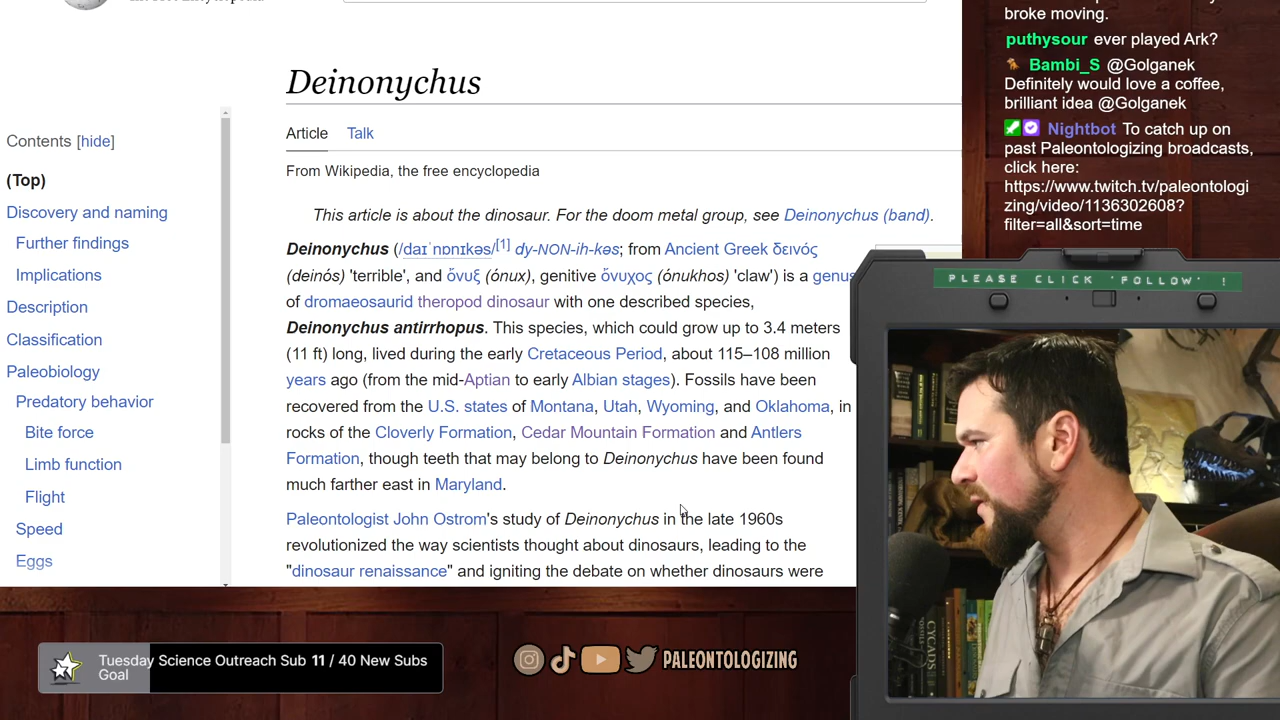 Deinonychus
Article Talk
From Wikipedia, the free encyclopedia
This article is about the dinosaur. For the doom metal group, see Deinonychus (band).
Deinonychus (/daɪˈnɒnɪkəs/[1] dy-NON-ih-kəs; from Ancient Greek δεινός
(deinós) 'terrible', and ὄνυξ (ónux), genitive ὄνυχος (ónukhos) 'claw') is a genus
of dromaeosaurid theropod dinosaur with one described species,
Deinonychus antirrhopus. This species, which could grow up to 3.4 meters
(11 ft) long, lived during the early Cretaceous Period, about 115–108 million
years ago (from the mid-Aptian to early Albian stages). Fossils have been
recovered from the U.S. states of Montana, Utah, Wyoming, and Oklahoma, in
rocks of the Cloverly Formation, Cedar Mountain Formation and Antlers
Formation, though teeth that may belong to Deinonychus have been found
much farther east in Maryland.
Paleontologist John Ostrom's study of Deinonychus in the late 1960s
revolutionized the way scientists thought about dinosaurs, leading to the
"dinosaur renaissance" and igniting the debate on whether dinosaurs were
Contents [hide]
(Top)
Discovery and naming
Further findings
Implications
Description
Classification
Paleobiology
Predatory behavior
Bite force
Limb function
Flight
Speed
Eggs
broke moving.
puthysour ever played Ark?
Bambi_S @Golganek
Definitely would love a coffee,
brilliant idea @Golganek
Nightbot To catch up on
past Paleontologizing broadcasts,
click here:
https://www.twitch.tv/paleontologi
zing/video/1136302608?
filter=all&sort=time
PLEASE CLICK 'FOLLOW' !
CYCADS
Tuesday Science Outreach Sub 11 / 40 New Subs
Goal
PALEONTOLOGIZING